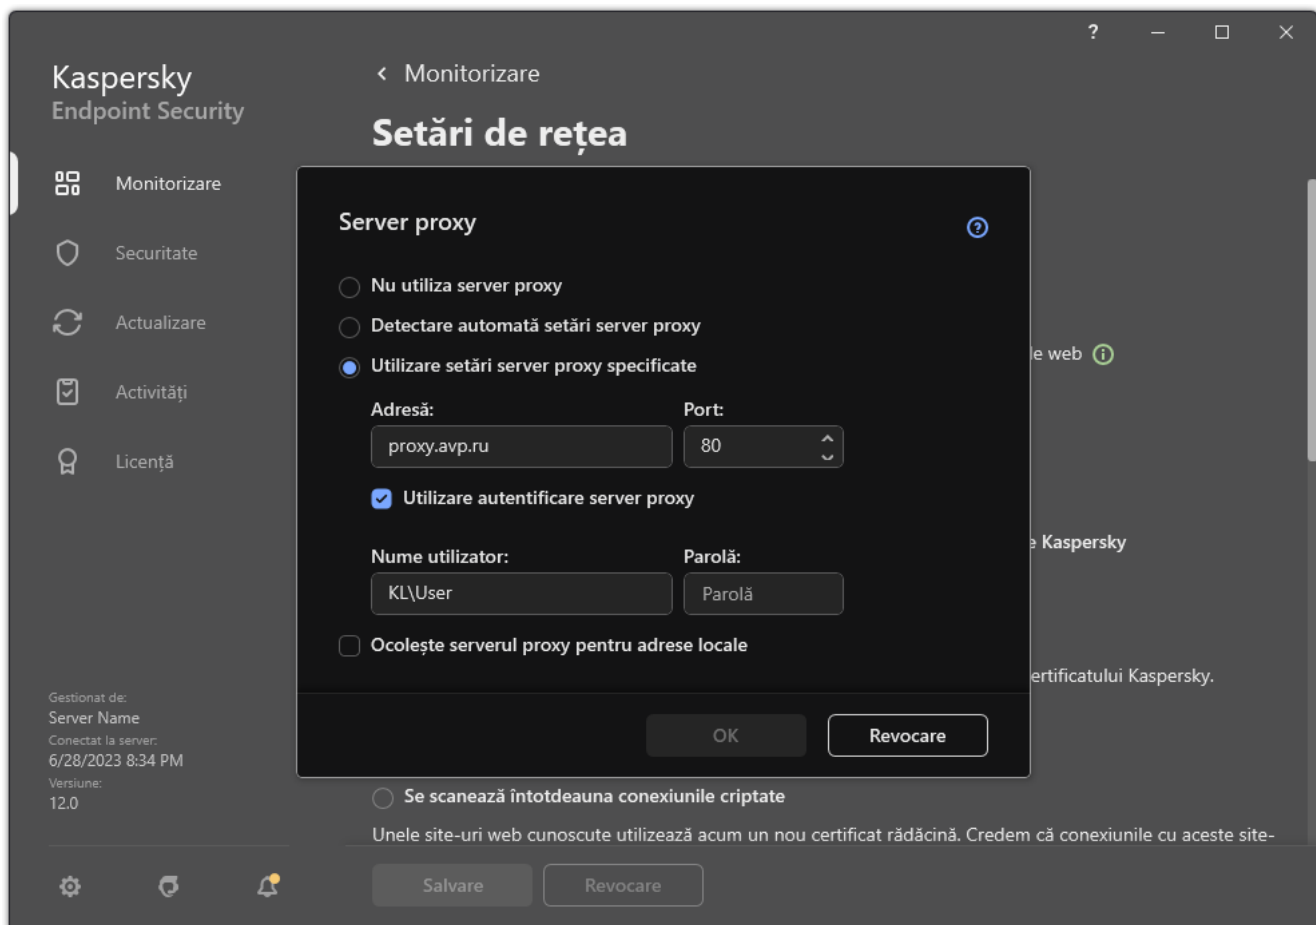 ?
Kaspersky
Endpoint Security
Monitorizare
Securitate
Actualizare
Activități
Licență
Gestionat de:
Server Name
Conectat la server:
6/28/2023 8:34 PM
Versiune:
12.0
Monitorizare
Setări de rețea
Server proxy
?
Nu utiliza server proxy
Detectare automată setări server proxy
Utilizare setări server proxy specificate
Adresă: Port:
proxy.avp.ru 80
Utilizare autentificare server proxy
Nume utilizator: Parolă:
KL\User Parolă
Ocolește serverul proxy pentru adrese locale
OK Revocare
web
Kaspersky
Kaspersky.
Se scanează întotdeauna conexiunile criptate
Unele site-uri web cunoscute utilizează acum un nou certificat rădăcină. Credem că conexiunile cu aceste site-
Salvare Revocare